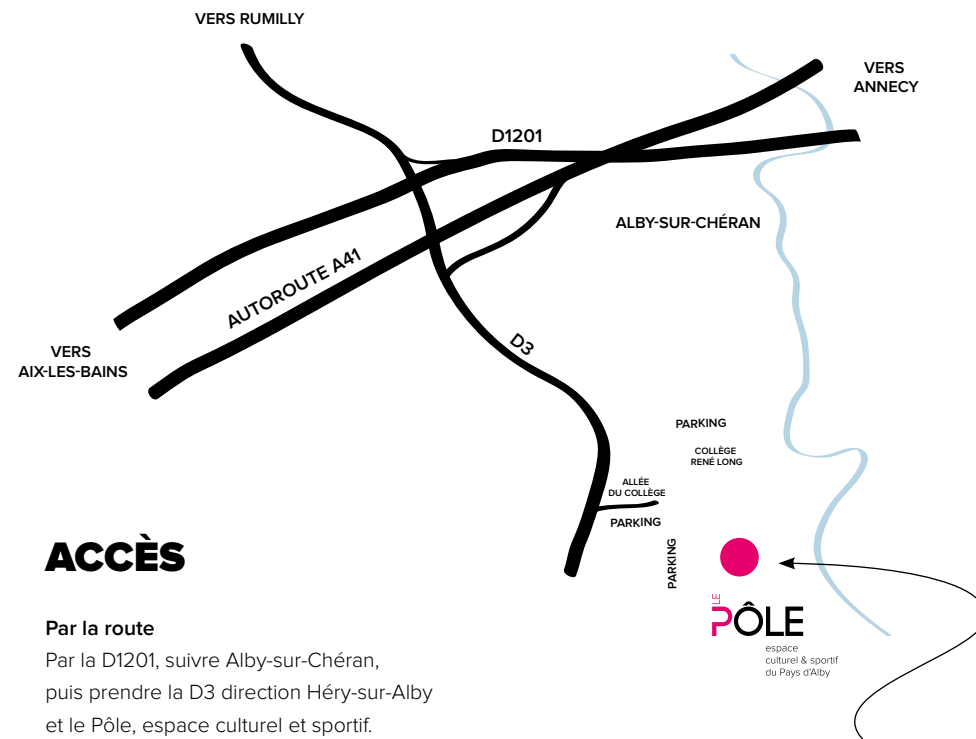 VERS RUMILLY
VERS
ANNECY
D1201
ALBY-SUR-CHÉRAN
AUTOROUTE A41
D3
VERS
AIX-LES-BAINS
PARKING
COLLÈGE
RENÉ LONG
ALLÉE
DU COLLÈGE
PARKING
PARKING
LE
PÔLE
espace
culturel & sportif
du Pays d'Alby
ACCÈS
Par la route
Par la D1201, suivre Alby-sur-Chéran,
puis prendre la D3 direction Héry-sur-Alby
et le Pôle, espace culturel et sportif.